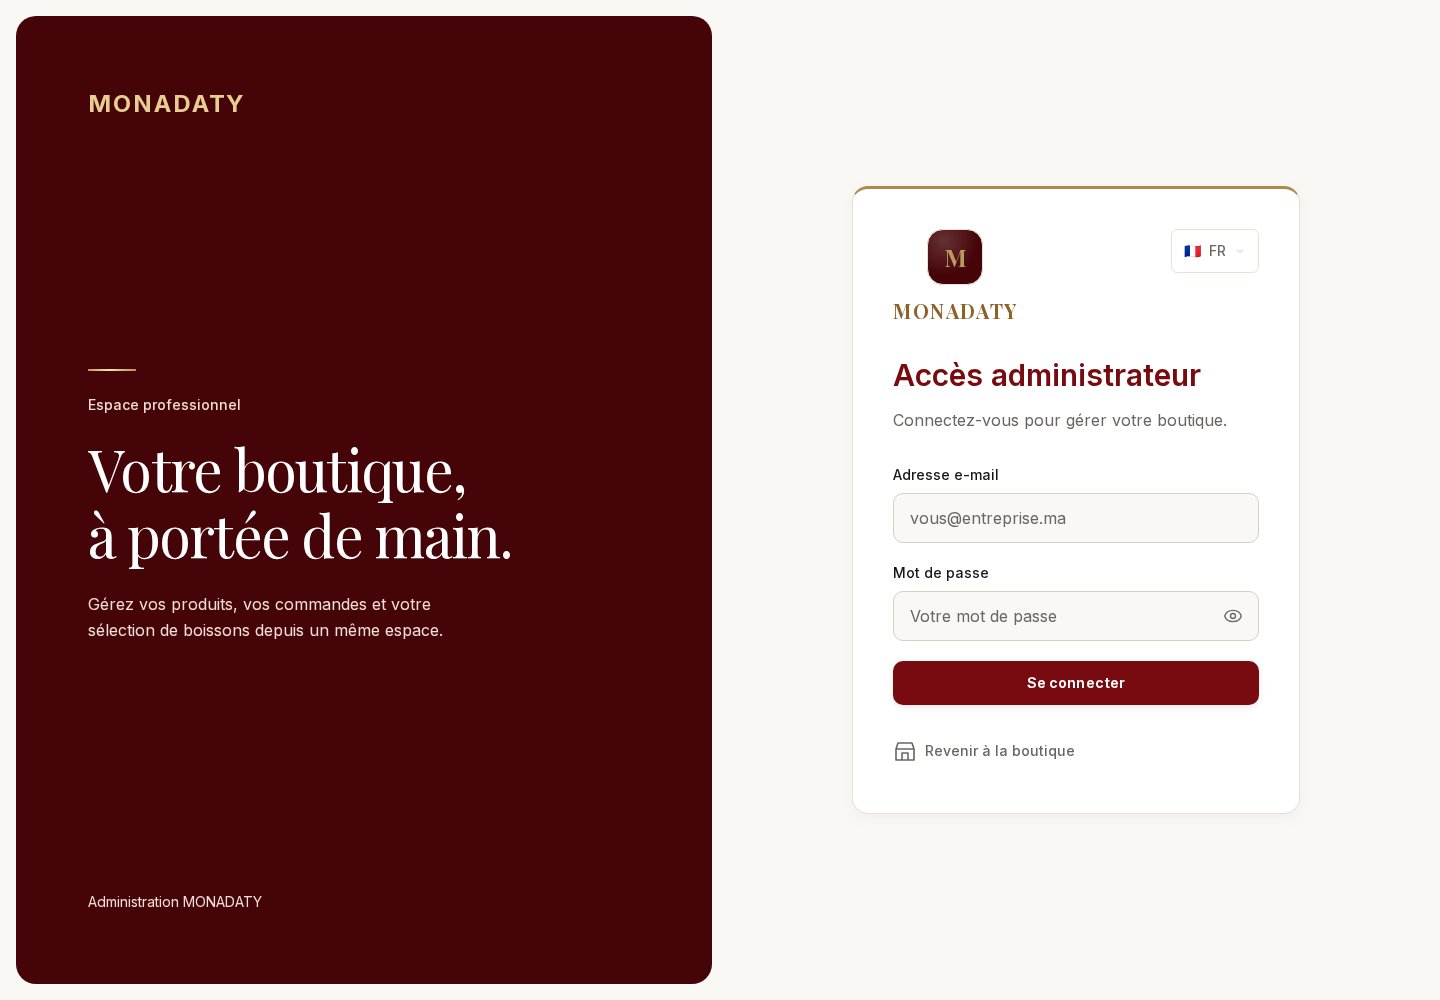 MONADATY
Espace professionnel
Votre boutique,
à portée de main.
Gérez vos produits, vos commandes et votre
sélection de boissons depuis un même espace.
Administration MONADATY
M
FR
MONADATY
Accès administrateur
Connectez-vous pour gérer votre boutique.
Adresse e-mail
vous@entreprise.ma
Mot de passe
Votre mot de passe
Se connecter
Revenir à la boutique